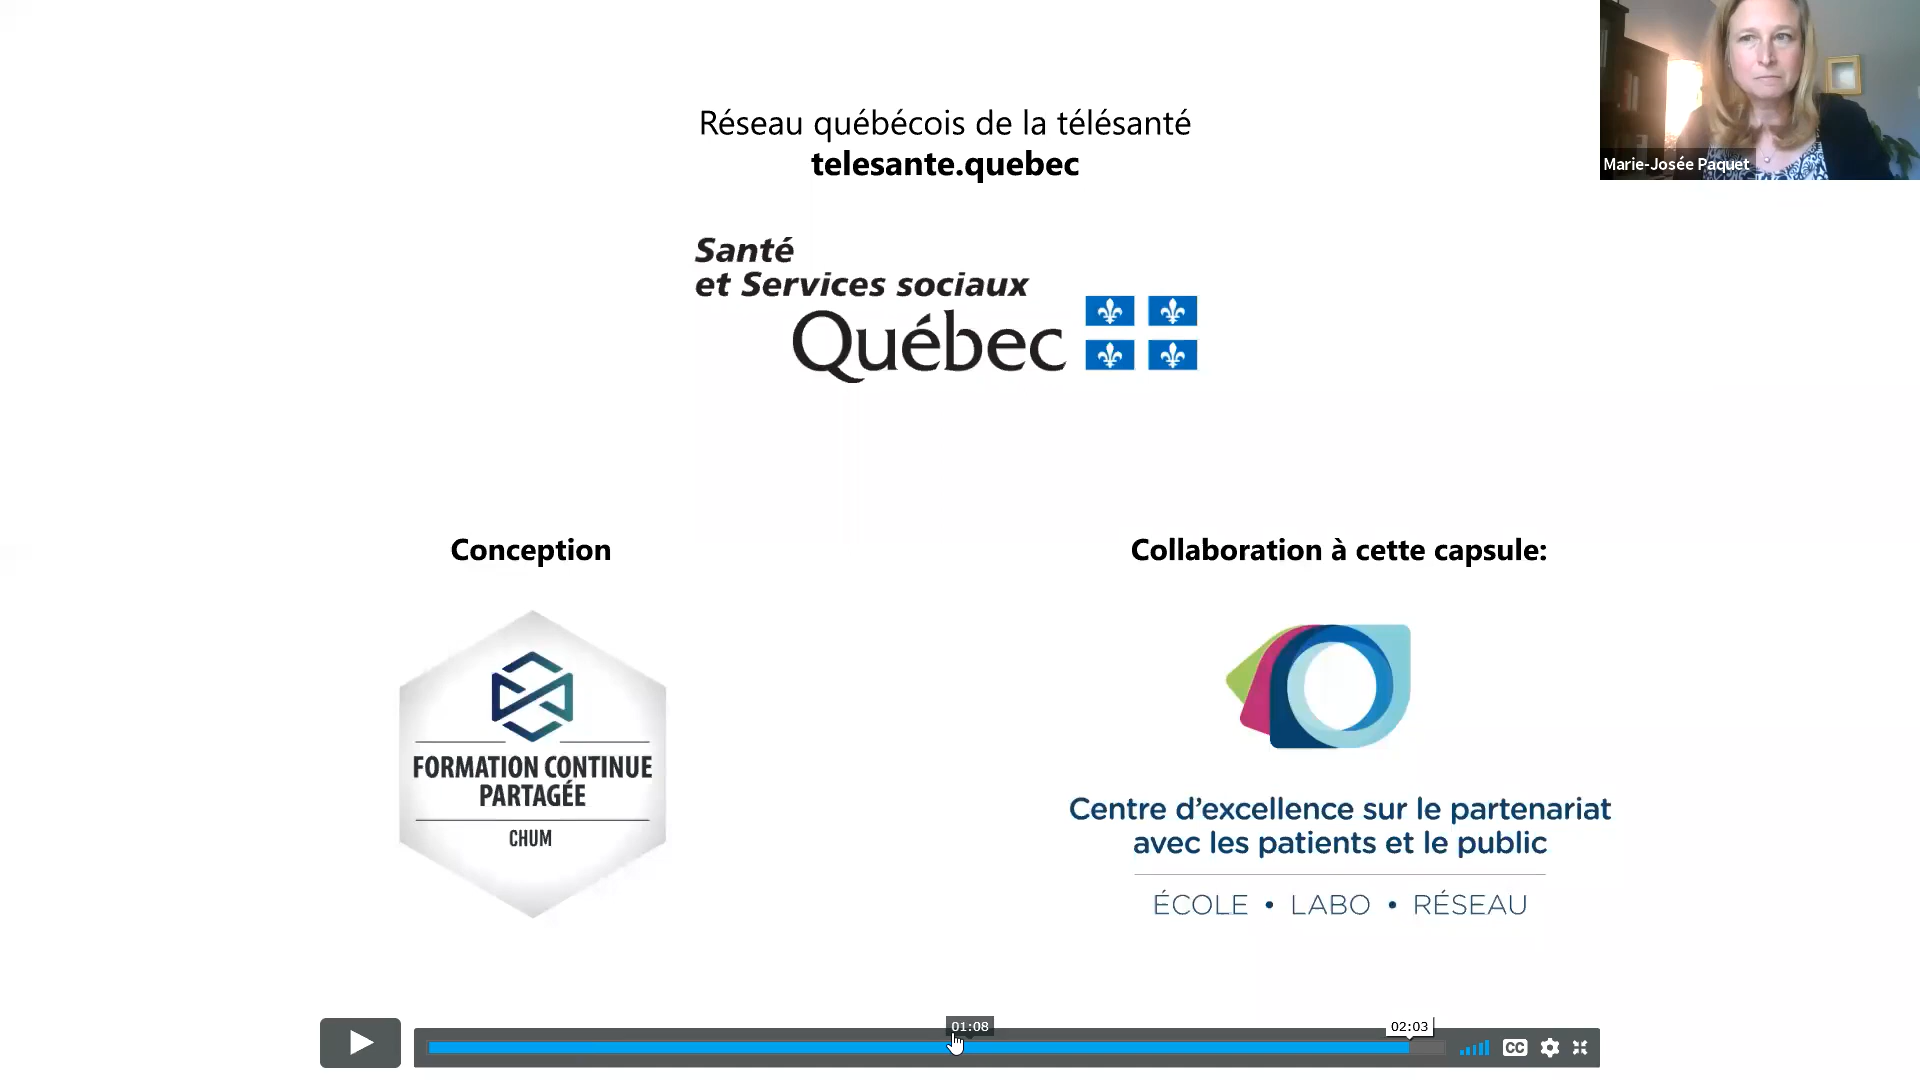 Réseau québécois de la télésanté
telesante.quebec
Marie-Josée Paquet
Santé
et Services sociaux
Québec
Conception
Collaboration à cette capsule:
FORMATION CONTINUE
PARTAGÉE
CHUM
Centre d'excellence sur le partenariat
avec les patients et le public
ÉCOLE • LABO • RÉSEAU
01:08
02:03
CC